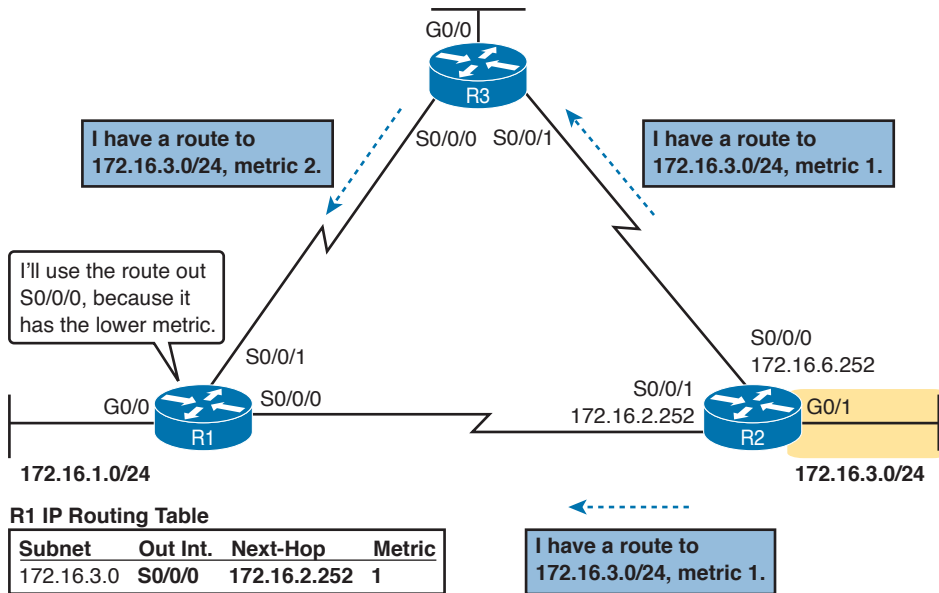 G0/0
R3
I have a route to
172.16.3.0/24, metric 2.
S0/0/0
S0/0/1
I have a route to
172.16.3.0/24, metric 1.
I'll use the route out
S0/0/0, because it
has the lower metric.
S0/0/1
S0/0/0
172.16.6.252
G0/0
S0/0/0
R1
S0/0/1
172.16.2.252
R2
G0/1
172.16.1.0/24
172.16.3.0/24
R1 IP Routing Table
Subnet Out Int. Next-Hop Metric
172.16.3.0 S0/0/0 172.16.2.252 1
I have a route to
172.16.3.0/24, metric 1.